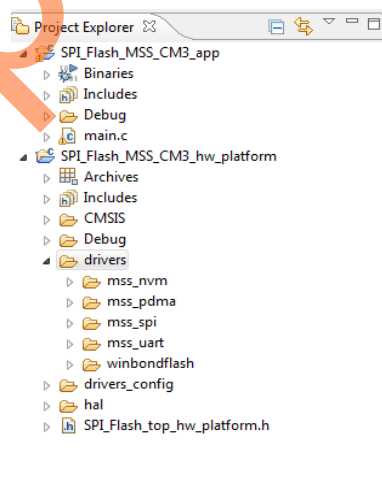 Project Explorer
SPI_Flash_MSS_CM3_app
Binaries
Includes
Debug
main.c
SPI_Flash_MSS_CM3_hw_platform
Archives
Includes
CMSIS
Debug
drivers
mss_nvm
mss_pdma
mss_spi
mss_uart
winbondflash
drivers_config
hal
SPI_Flash_top_hw_platform.h